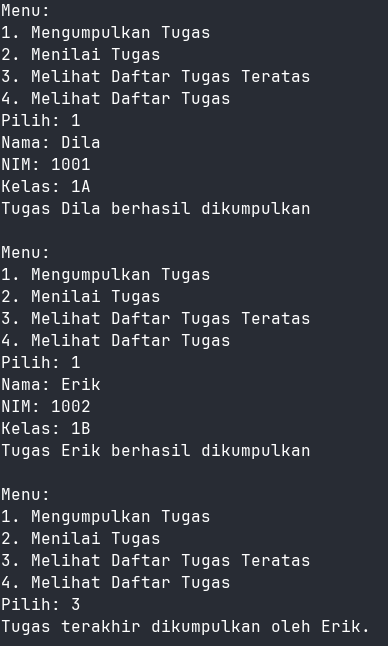 Menu:
1. Mengumpulkan Tugas
2. Menilai Tugas
3. Melihat Daftar Tugas Teratas
4. Melihat Daftar Tugas
Pilih: 1
Nama: Dila
NIM: 1001
Kelas: 1A
Tugas Dila berhasil dikumpulkan

Menu:
1. Mengumpulkan Tugas
2. Menilai Tugas
3. Melihat Daftar Tugas Teratas
4. Melihat Daftar Tugas
Pilih: 1
Nama: Erik
NIM: 1002
Kelas: 1B
Tugas Erik berhasil dikumpulkan

Menu:
1. Mengumpulkan Tugas
2. Menilai Tugas
3. Melihat Daftar Tugas Teratas
4. Melihat Daftar Tugas
Pilih: 3
Tugas terakhir dikumpulkan oleh Erik.